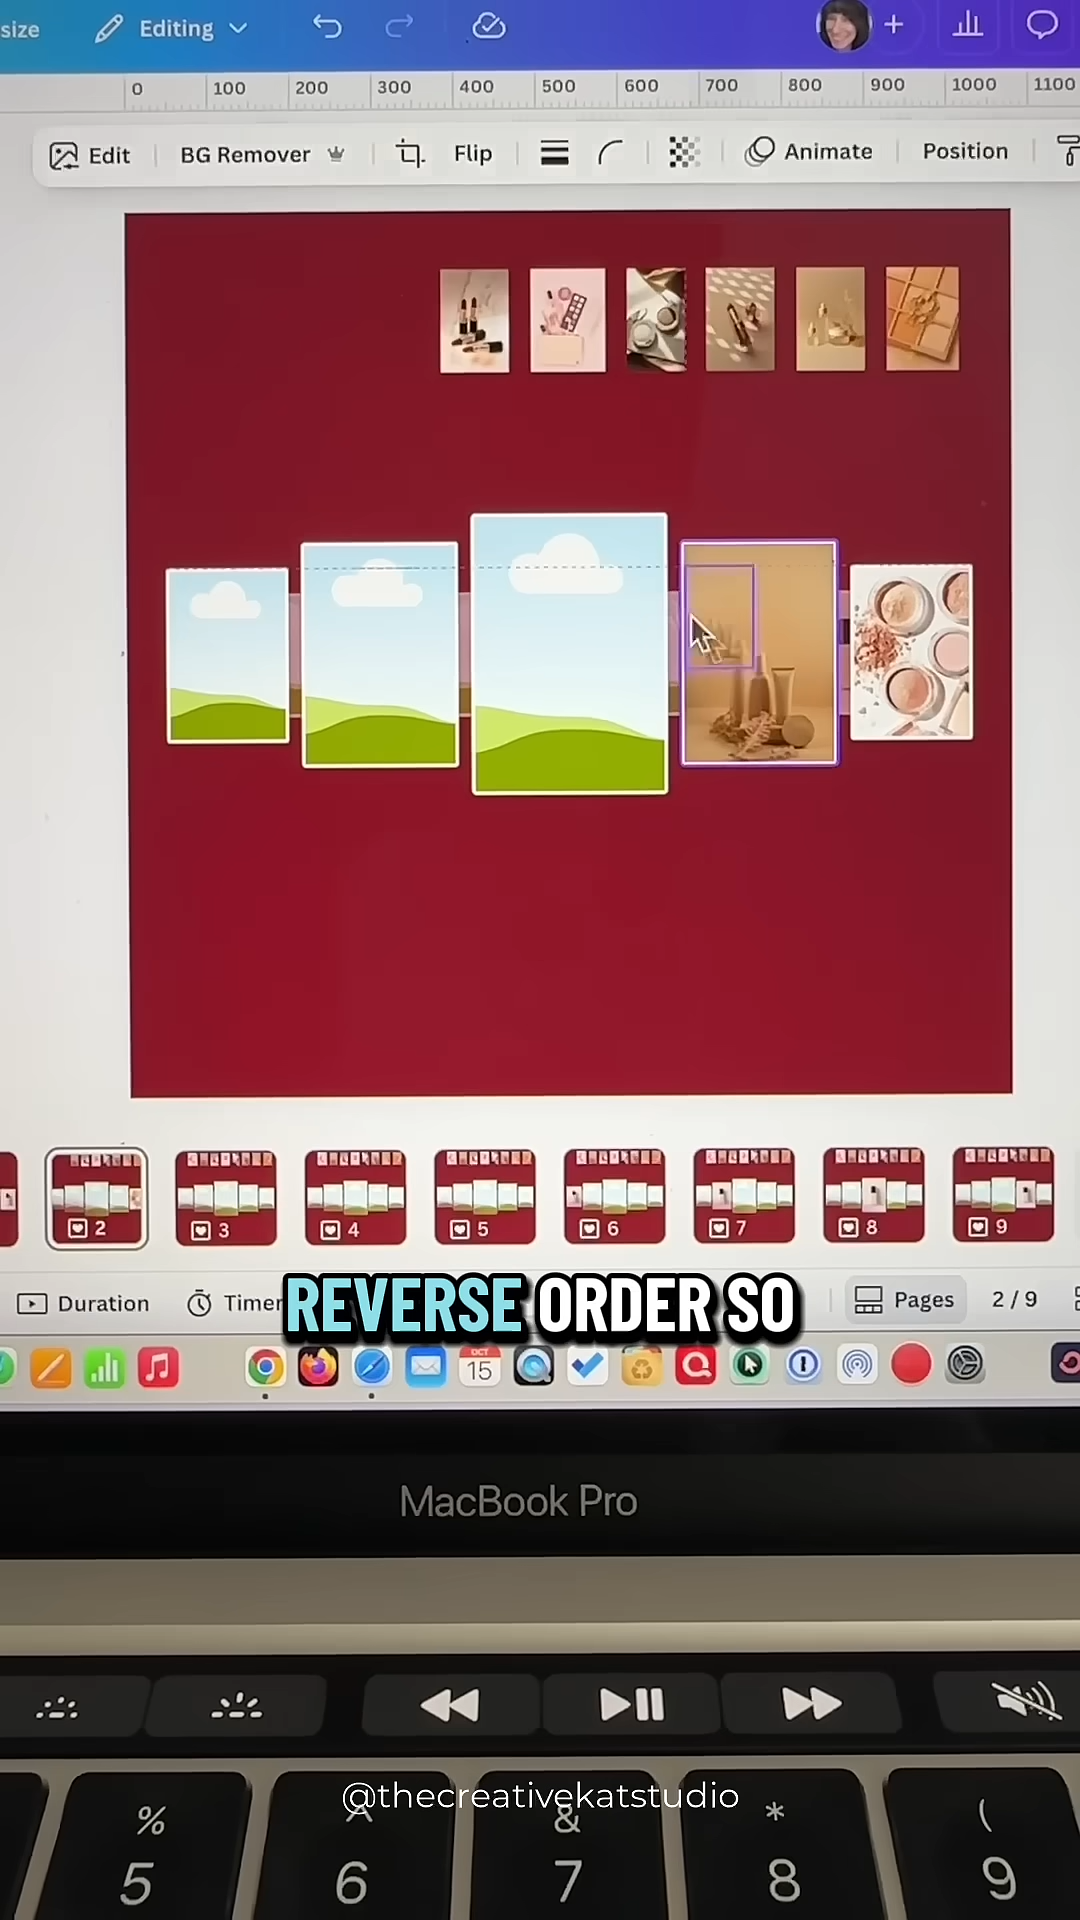 size Editing
0 100 200 300 400 500 600 700 800 900 1000 1100
Edit BG Remover Flip Animate Position
2 3 4 5 6 7 8 9
Duration Timer Pages 2 / 9
REVERSE ORDER SO
OCT
15
MacBook Pro
@thecreativekatstudio
% ^ & * (
5 6 7 8 9